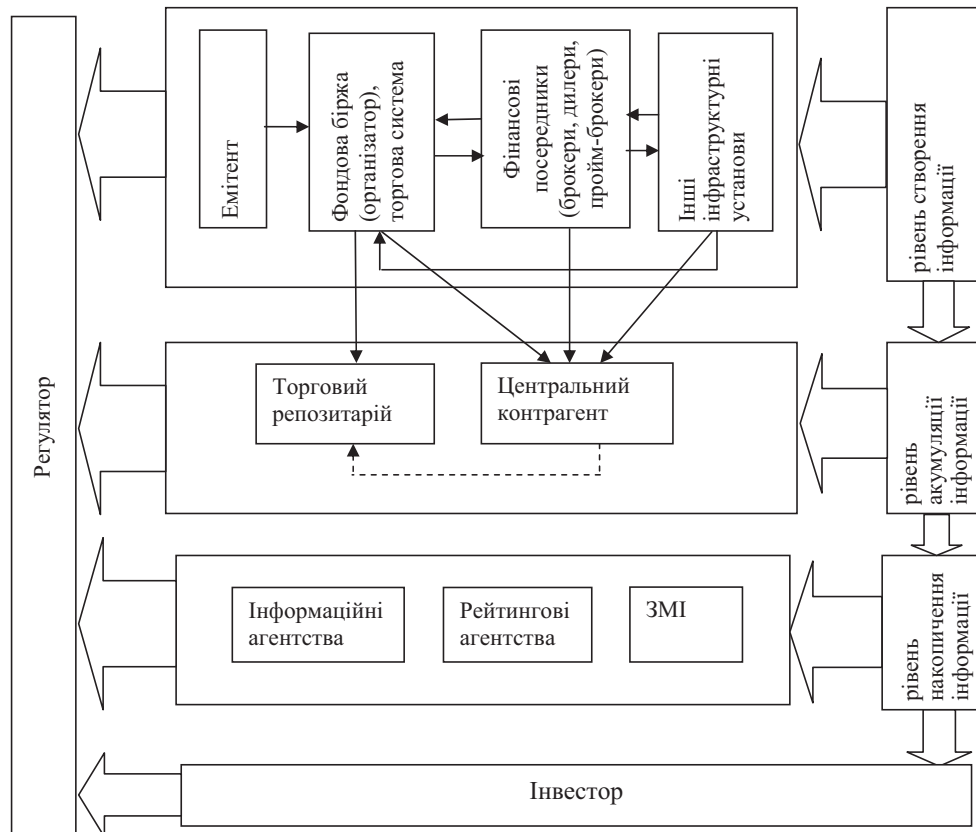 Регулятор
Емітент
Фондова біржа
(організатор),
торгова система
Фінансові
посередники
(брокери, дилери,
пройм-брокери)
Інші
інфраструктурні
установи
рівень створення
інформації
Торговий
репозитарій
Центральний
контрагент
рівень
акумуляції
інформації
Інформаційні
агентства
Рейтингові
агентства
ЗМІ
рівень
накопичення
інформації
Інвестор